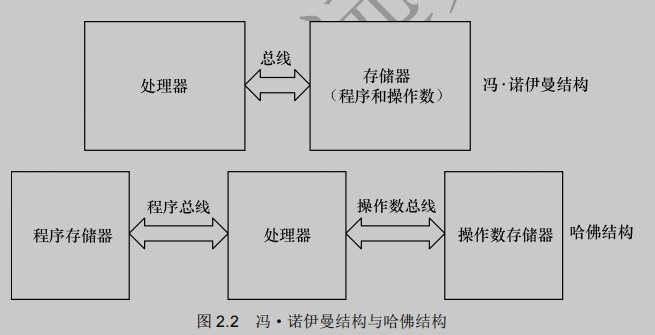 总线
处理器
存储器
（程序和操作数）
冯·诺伊曼结构
程序总线
操作数总线
程序存储器
处理器
操作数存储器
哈佛结构
图 2.2 冯·诺伊曼结构与哈佛结构